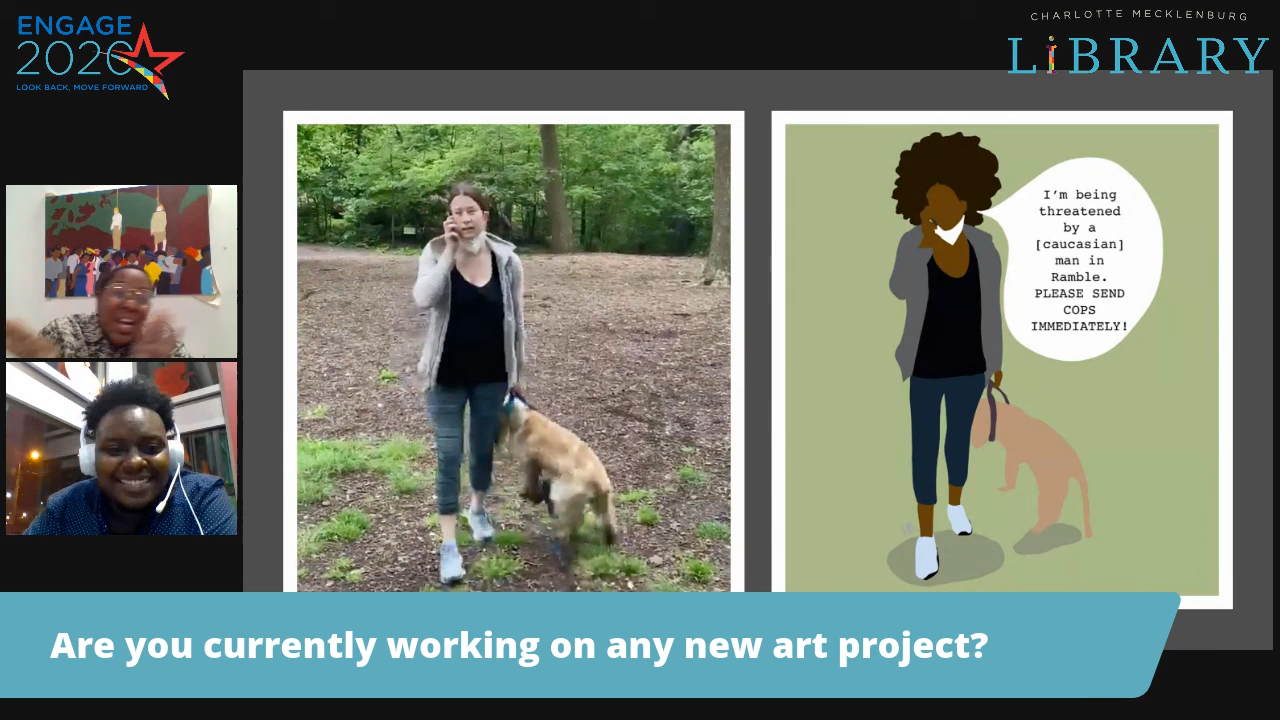 ENGAGE
2020
LOOK BACK, MOVE FORWARD
CHARLOTTE MECKLENBURG
LiBRARY
I'm being
threatened
by a
[caucasian]
man in
Ramble.
PLEASE SEND
COPS
IMMEDIATELY!
Are you currently working on any new art project?